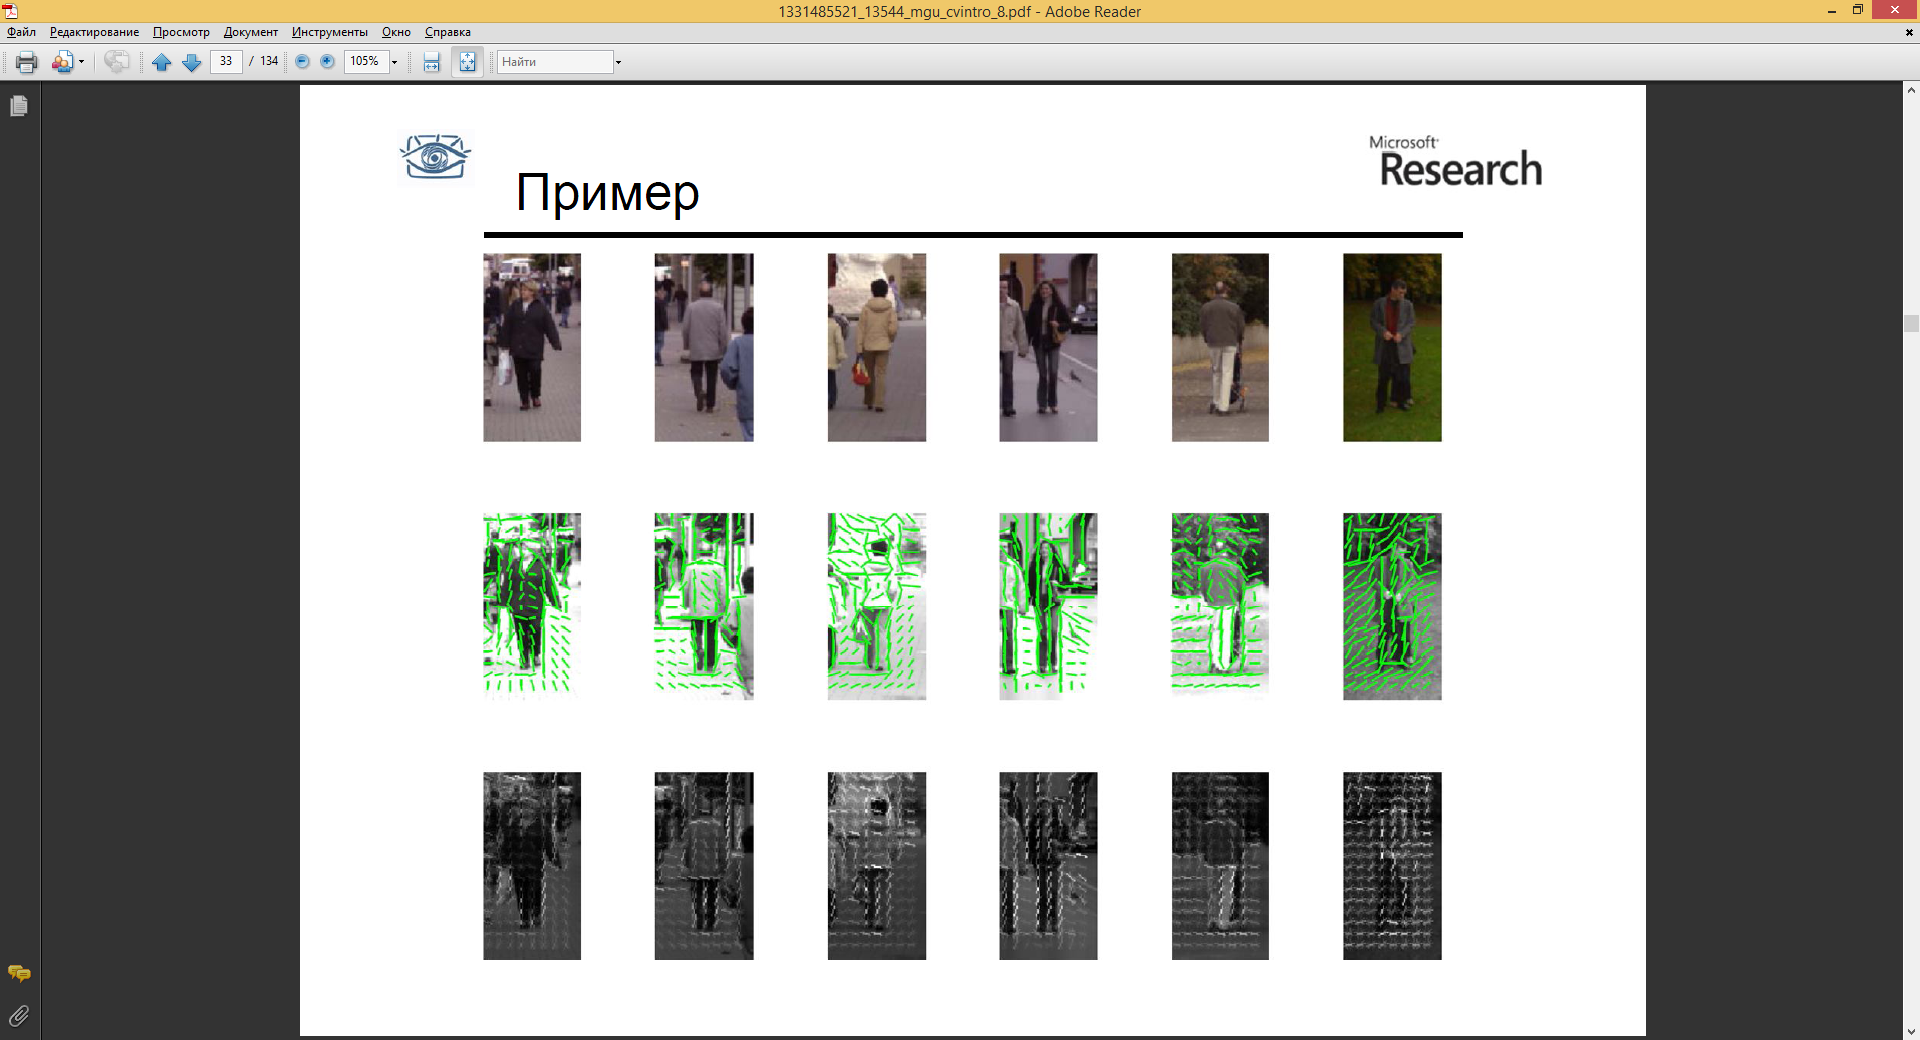 1331485521_13544_mgu_cvintro_8.pdf - Adobe Reader
Файл Редактирование Просмотр Документ Инструменты Окно Справка
33 / 134 105% Найти
Microsoft
Research
Пример